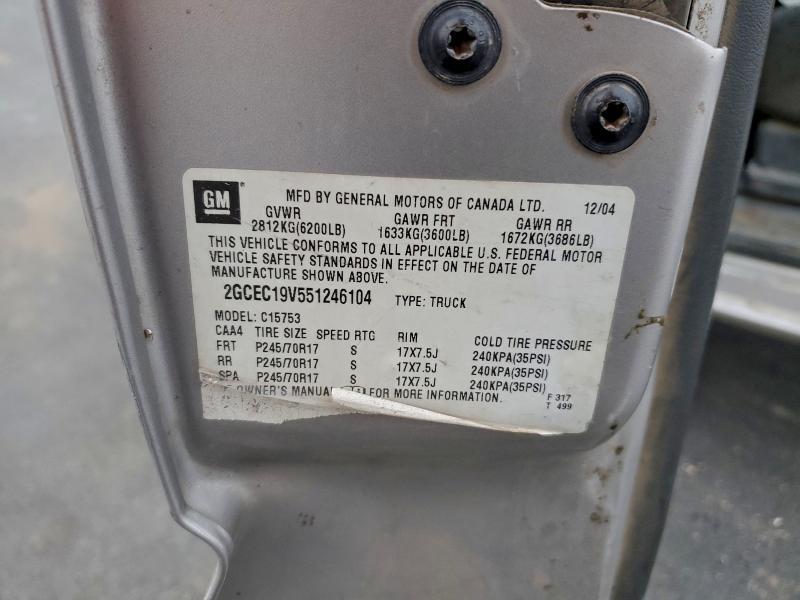 GM
MFD BY GENERAL MOTORS OF CANADA LTD. 12/04
GVWR GAWR FRT GAWR RR
2812KG(6200LB) 1633KG(3600LB) 1672KG(3686LB)
THIS VEHICLE CONFORMS TO ALL APPLICABLE U.S. FEDERAL MOTOR
VEHICLE SAFETY STANDARDS IN EFFECT ON THE DATE OF
MANUFACTURE SHOWN ABOVE.
2GCEC19V551246104 TYPE: TRUCK
MODEL: C15753
CAA4 TIRE SIZE SPEED RTG RIM COLD TIRE PRESSURE
FRT P245/70R17 S 17X7.5J 240KPA(35PSI)
RR P245/70R17 S 17X7.5J 240KPA(35PSI)
SPA P245/70R17 S 17X7.5J 240KPA(35PSI)
OWNER'S MANUAL FOR MORE INFORMATION.
F 317
T 499